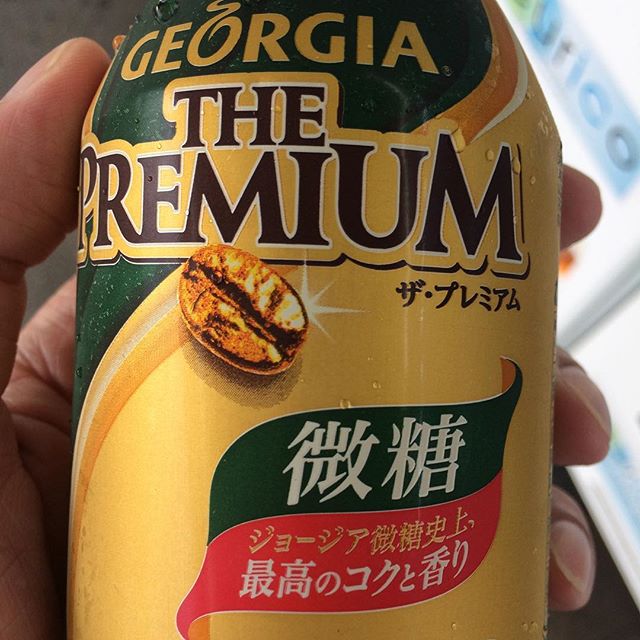 GEORGIA
THE
PREMIUM
ザ・プレミアム
微糖
ジョージア微糖史上、
最高のコクと香り